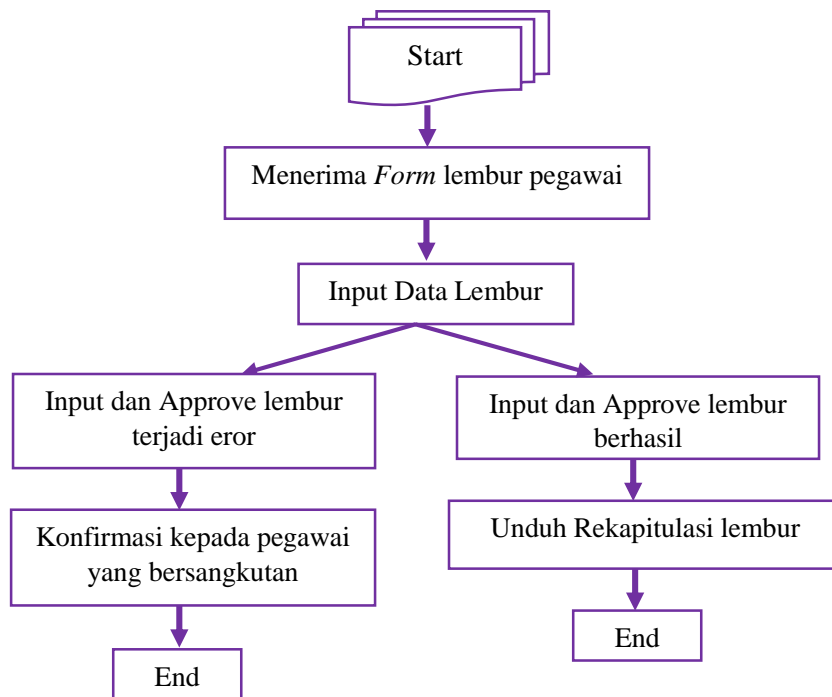 Start
Menerima Form lembur pegawai
Input Data Lembur
Input dan Approve lembur
terjadi eror
Input dan Approve lembur
berhasil
Konfirmasi kepada pegawai
yang bersangkutan
Unduh Rekapitulasi lembur
End
End